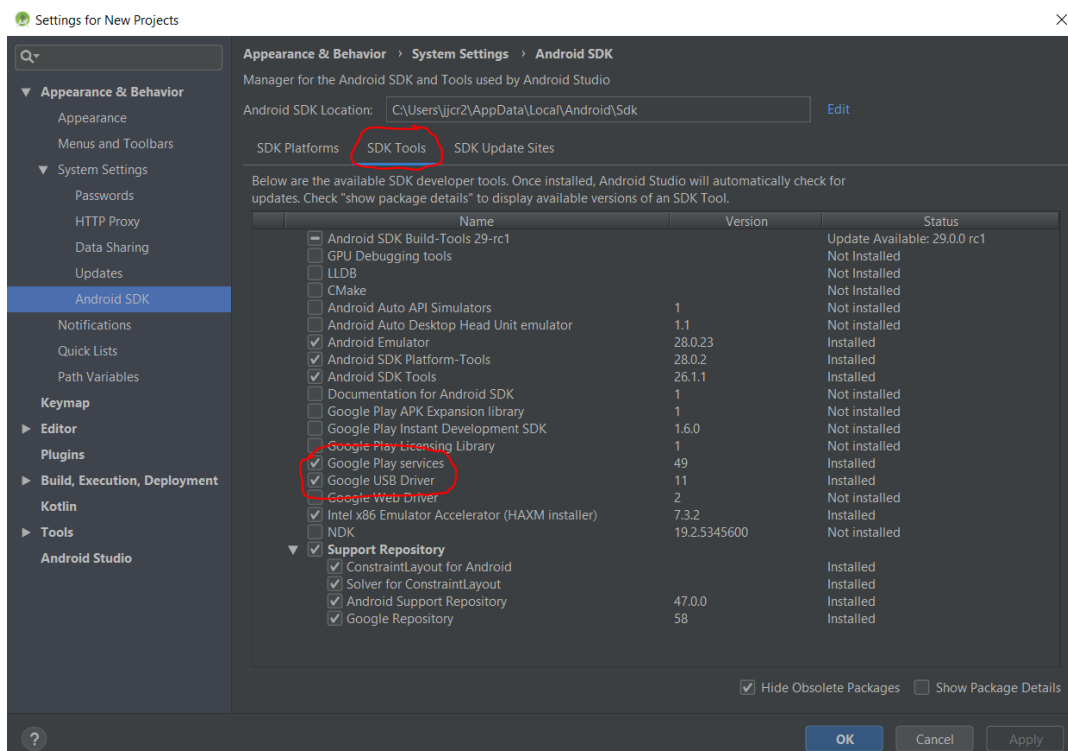 Settings for New Projects
Appearance & Behavior
Appearance
Menus and Toolbars
System Settings
Passwords
HTTP Proxy
Data Sharing
Updates
Android SDK
Notifications
Quick Lists
Path Variables
Keymap
Editor
Plugins
Build, Execution, Deployment
Kotlin
Tools
Android Studio
Appearance & Behavior › System Settings › Android SDK
Manager for the Android SDK and Tools used by Android Studio
Android SDK Location: C:\Users\jjcr2\AppData\Local\Android\Sdk Edit
SDK Platforms SDK Tools SDK Update Sites
Below are the available SDK developer tools. Once installed, Android Studio will automatically check for
updates. Check "show package details" to display available versions of an SDK Tool.
Name Version Status
Android SDK Build-Tools 29-rc1 Update Available: 29.0.0 rc1
GPU Debugging tools Not Installed
LLDB Not Installed
CMake Not Installed
Android Auto API Simulators 1 Not installed
Android Auto Desktop Head Unit emulator 1.1 Not installed
Android Emulator 28.0.23 Installed
Android SDK Platform-Tools 28.0.2 Installed
Android SDK Tools 26.1.1 Installed
Documentation for Android SDK 1 Not installed
Google Play APK Expansion library 1 Not installed
Google Play Instant Development SDK 1.6.0 Not installed
Google Play Licensing Library 1 Not installed
Google Play services 49 Installed
Google USB Driver 11 Installed
Google Web Driver 2 Not installed
Intel x86 Emulator Accelerator (HAXM installer) 7.3.2 Installed
NDK 19.2.5345600 Not installed
Support Repository
ConstraintLayout for Android Installed
Solver for ConstraintLayout Installed
Android Support Repository 47.0.0 Installed
Google Repository 58 Installed
Hide Obsolete Packages Show Package Details
? OK Cancel Apply